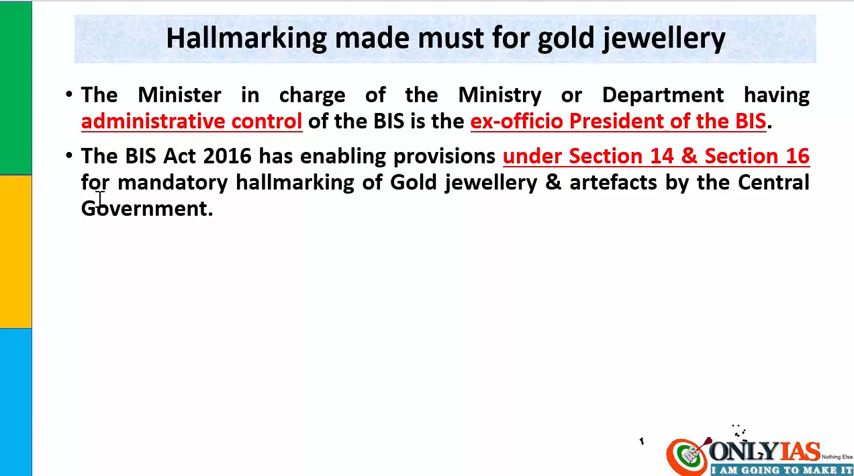 Hallmarking made must for gold jewellery
• The Minister in charge of the Ministry or Department having
administrative control of the BIS is the ex-officio President of the BIS.
• The BIS Act 2016 has enabling provisions under Section 14 & Section 16
for mandatory hallmarking of Gold jewellery & artefacts by the Central
Government.
1
ONLYIAS
Nothing Else
I AM GOING TO MAKE IT